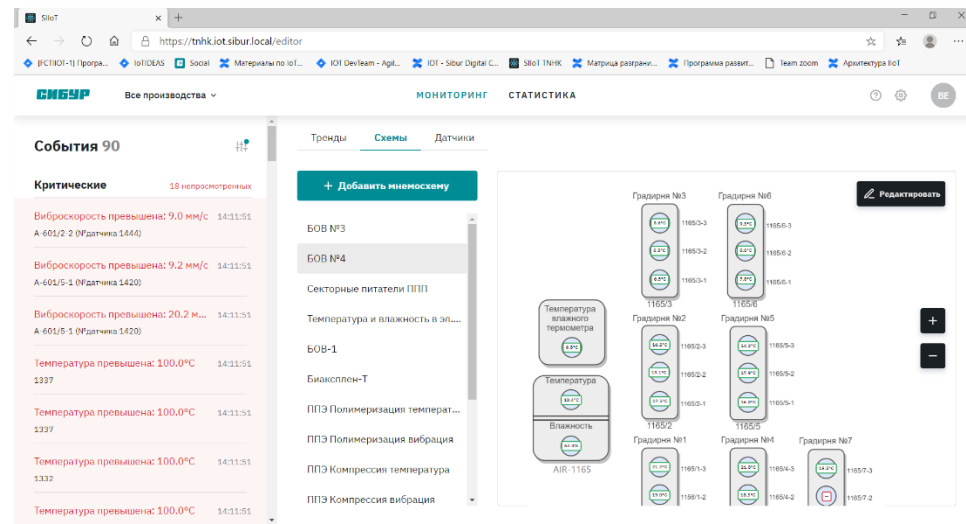 SIIoT
https://tnhk.iot.sibur.local/editor
[FCTIIOT-1] Програ...
IoTIDEAS
Social
Материалы по IoT...
IOT DevTeam - Agil...
IOT - Sibur Digital C...
SIIoT TNHK
Матрица разграни...
Программа развит...
Team zoom
Архитектура IIoT
СИБУР
Все производства
МОНИТОРИНГ
СТАТИСТИКА
BE
События 90
Критические
18 непросмотренных
Виброскорость превышена: 9.0 мм/с 14:11:51
А-601/2-2 (№датчика 1444)
Виброскорость превышена: 9.2 мм/с 14:11:51
А-601/5-1 (№датчика 1420)
Виброскорость превышена: 20.2 м... 14:11:51
А-601/5-1 (№датчика 1420)
Температура превышена: 100.0°C 14:11:51
1337
Температура превышена: 100.0°C 14:11:51
1337
Температура превышена: 100.0°C 14:11:51
1332
Температура превышена: 100.0°C 14:11:51
Тренды
Схемы
Датчики
+ Добавить мнемосхему
БОВ №3
БОВ №4
Секторные питатели ППП
Температура и влажность в эл....
БОВ-1
Биаксплен-Т
ППЭ Полимеризация температ...
ППЭ Полимеризация вибрация
ППЭ Компрессия температура
ППЭ Компрессия вибрация
Редактировать
Градирня №3
1165/3-3
1165/3-2
1165/3-1
1165/3
Градирня №6
1165/6-3
1165/6-2
1165/6-1
1165/6
Температура
влажного
термометра
Температура
Влажность
AIR-1165
Градирня №2
1165/2-3
1165/2-2
1165/2-1
1165/2
Градирня №5
1165/5-3
1165/5-2
1165/5-1
1165/5
Градирня №1
1165/1-3
1156/1-2
Градирня №4
1165/4-3
1165/4-2
Градирня №7
1165/7-3
1165/7-2